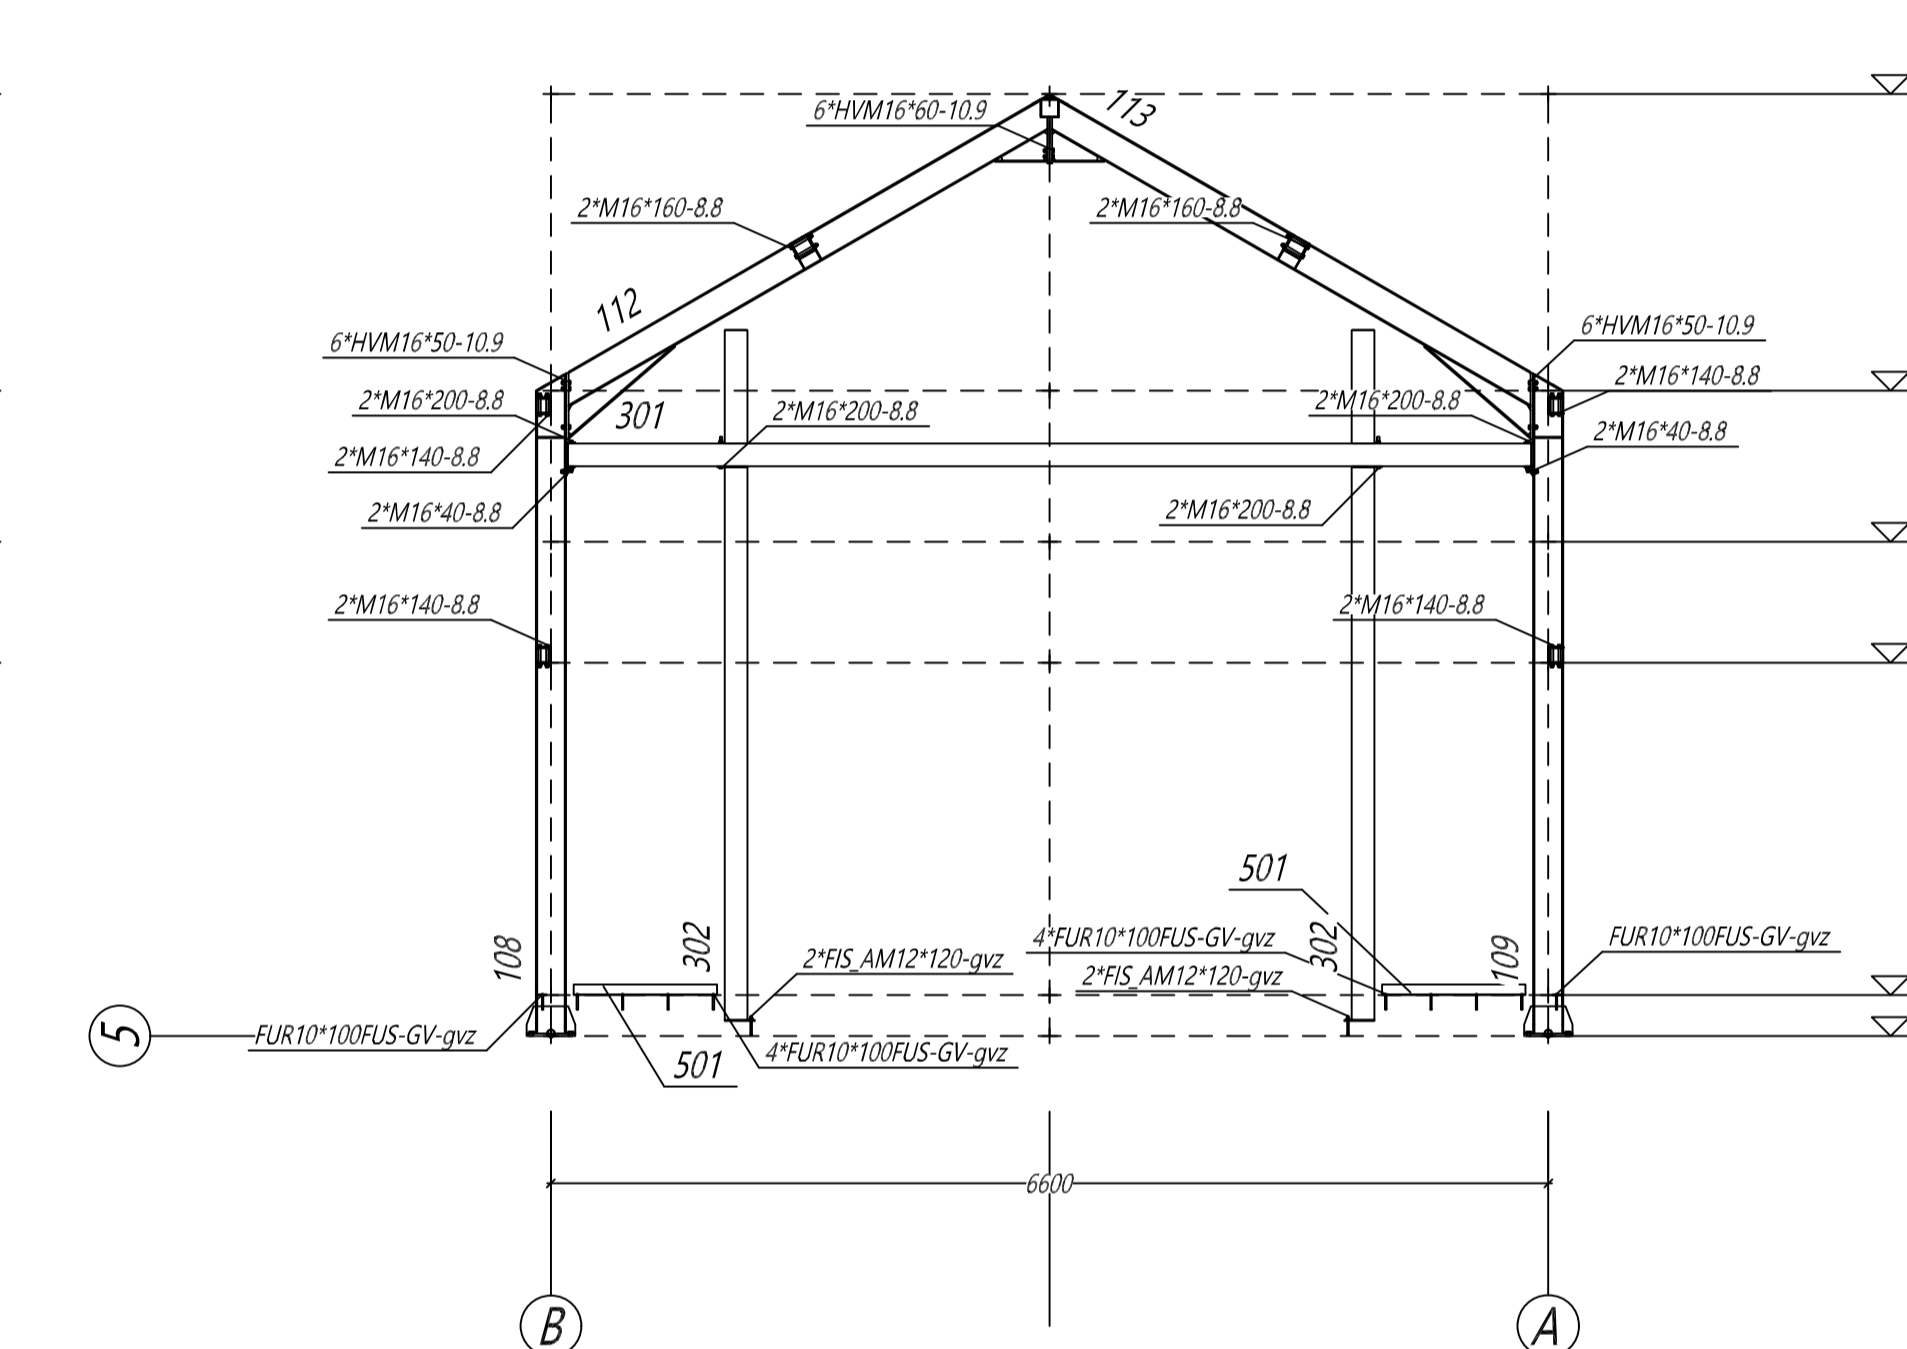 113
6*HVM16*60-10.9
2*M16*160-8.8
2*M16*160-8.8
112
6*HVM16*50-10.9
6*HVM16*50-10.9
2*M16*140-8.8
2*M16*200-8.8
301
2*M16*200-8.8
2*M16*200-8.8
2*M16*40-8.8
2*M16*140-8.8
2*M16*40-8.8
2*M16*200-8.8
2*M16*140-8.8
2*M16*140-8.8
501
108
302
4*FUR10*100FUS-GV-gvz
302
109
FUR10*100FUS-GV-gvz
2*FIS_AM12*120-gvz
2*FIS_AM12*120-gvz
5
FUR10*100FUS-GV-gvz
501
4*FUR10*100FUS-GV-gvz
6600
B
A